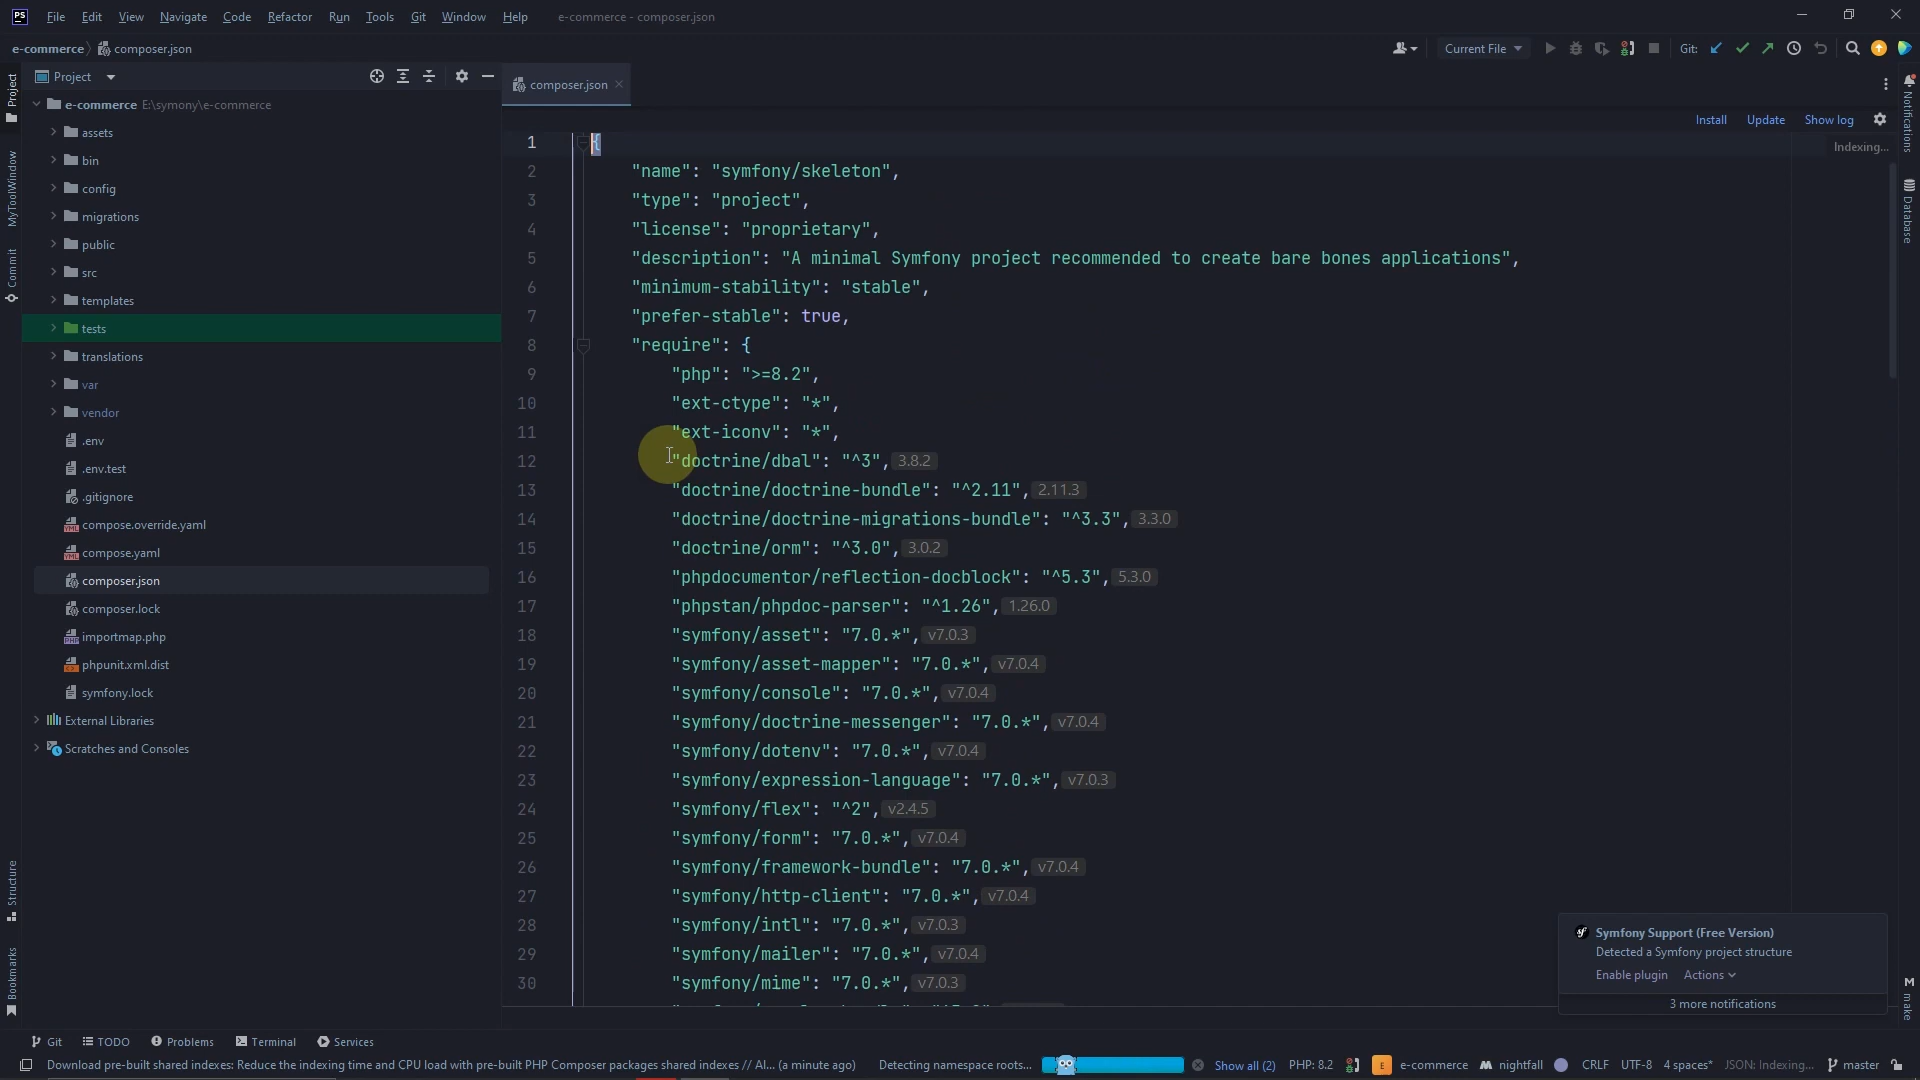 PS File Edit View Navigate Code Refactor Run Tools Git Window Help e-commerce - composer.json
e-commerce composer.json Current File Git:
Project
composer.json
Install Update Show log
Indexing...
e-commerce E:\symony\e-commerce
assets
bin
config
migrations
public
src
templates
tests
translations
var
vendor
.env
.env.test
.gitignore
compose.override.yaml
compose.yaml
composer.json
composer.lock
importmap.php
phpunit.xml.dist
symfony.lock
External Libraries
Scratches and Consoles
Project
MyToolWindow
Commit
Structure
Bookmarks
1 {
2 "name": "symfony/skeleton",
3 "type": "project",
4 "license": "proprietary",
5 "description": "A minimal Symfony project recommended to create bare bones applications",
6 "minimum-stability": "stable",
7 "prefer-stable": true,
8 "require": {
9 "php": ">=8.2",
10 "ext-ctype": "*",
11 "ext-iconv": "*",
12 "doctrine/dbal": "^3", 3.8.2
13 "doctrine/doctrine-bundle": "^2.11", 2.11.3
14 "doctrine/doctrine-migrations-bundle": "^3.3", 3.3.0
15 "doctrine/orm": "^3.0", 3.0.2
16 "phpdocumentor/reflection-docblock": "^5.3", 5.3.0
17 "phpstan/phpdoc-parser": "^1.26", 1.26.0
18 "symfony/asset": "7.0.*", v7.0.3
19 "symfony/asset-mapper": "7.0.*", v7.0.4
20 "symfony/console": "7.0.*", v7.0.4
21 "symfony/doctrine-messenger": "7.0.*", v7.0.4
22 "symfony/dotenv": "7.0.*", v7.0.4
23 "symfony/expression-language": "7.0.*", v7.0.3
24 "symfony/flex": "^2", v2.4.5
25 "symfony/form": "7.0.*", v7.0.4
26 "symfony/framework-bundle": "7.0.*", v7.0.4
27 "symfony/http-client": "7.0.*", v7.0.4
28 "symfony/intl": "7.0.*", v7.0.3
29 "symfony/mailer": "7.0.*", v7.0.4
30 "symfony/mime": "7.0.*", v7.0.3
Notifications
Database
make
Symfony Support (Free Version)
Detected a Symfony project structure
Enable plugin Actions
3 more notifications
Git TODO Problems Terminal Services
Download pre-built shared indexes: Reduce the indexing time and CPU load with pre-built PHP Composer packages shared indexes // Al... (a minute ago) Detecting namespace roots... Show all (2) PHP: 8.2 E e-commerce nightfall CRLF UTF-8 4 spaces* JSON: Indexing... master